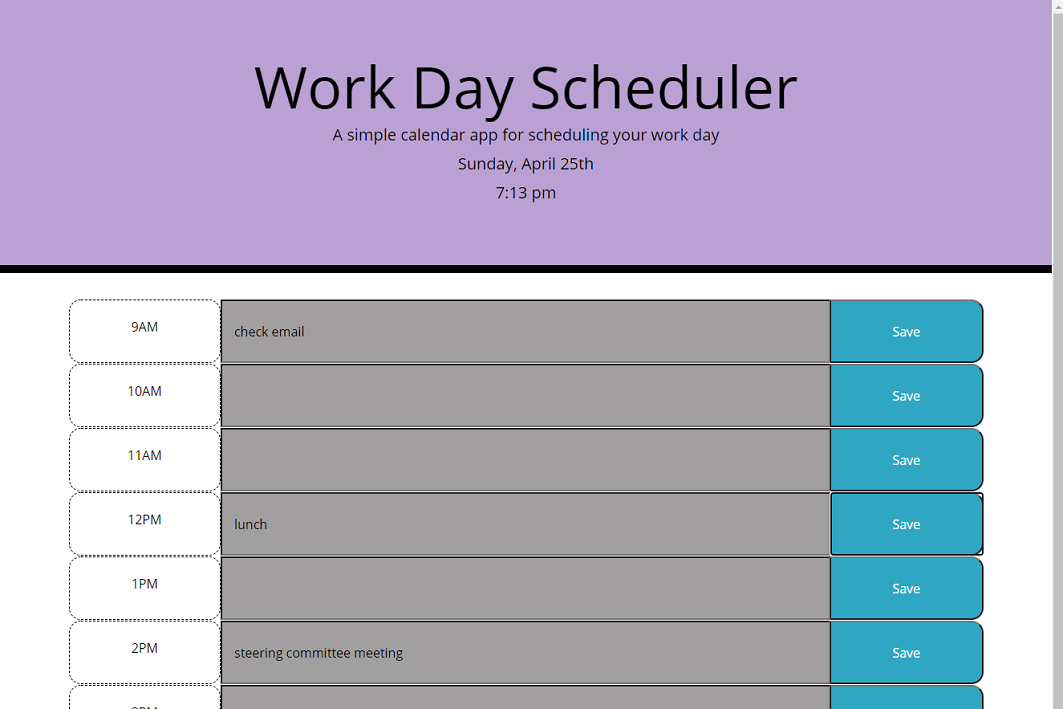 Work Day Scheduler
A simple calendar app for scheduling your work day
Sunday, April 25th
7:13 pm
9AM check email Save
10AM Save
11AM Save
12PM lunch Save
1PM Save
2PM steering committee meeting Save